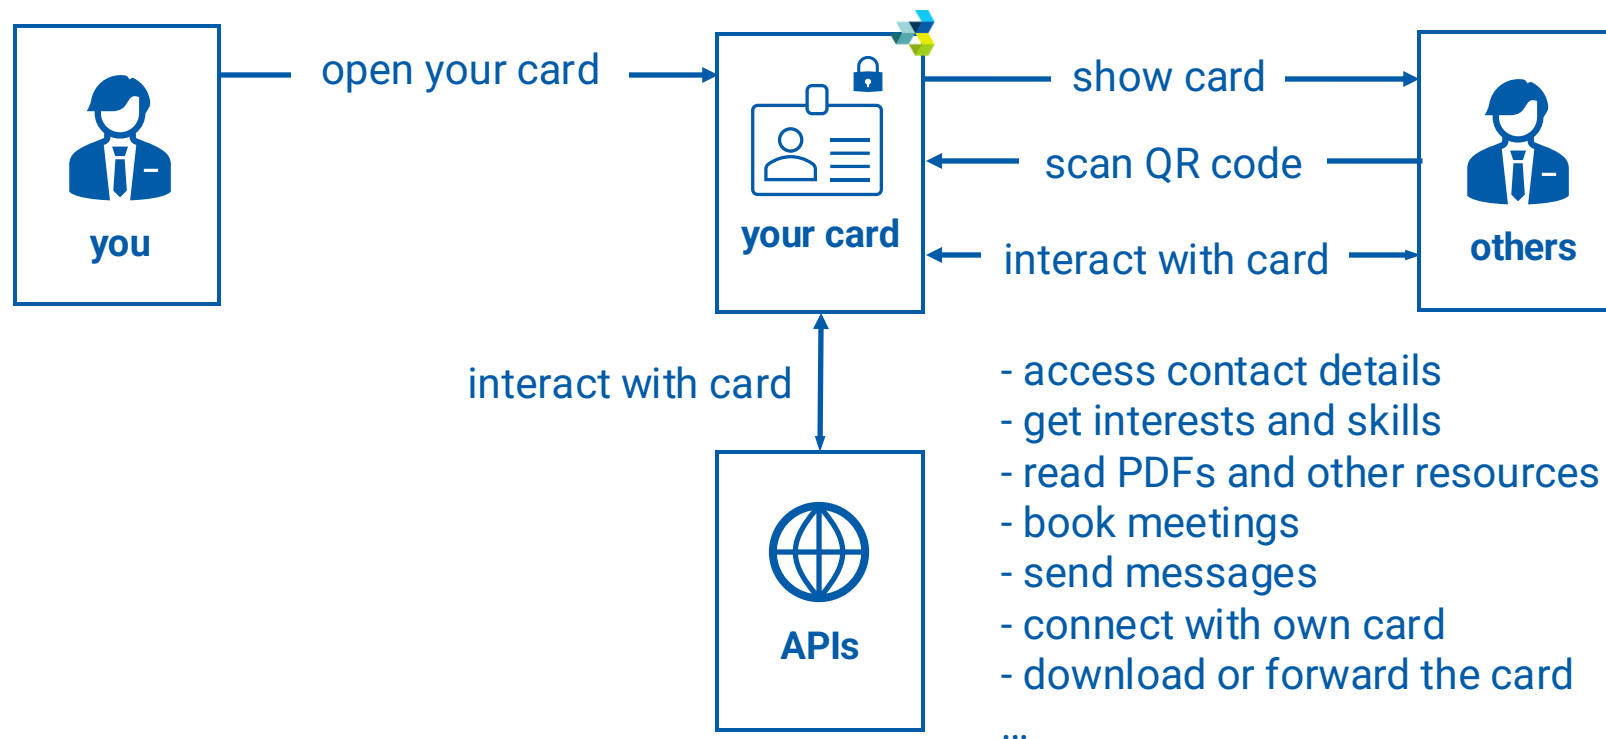 open your card
show card
scan QR code
you
your card
others
interact with card
interact with card
- access contact details
- get interests and skills
- read PDFs and other resources
- book meetings
- send messages
- connect with own card
- download or forward the card
...
APIs